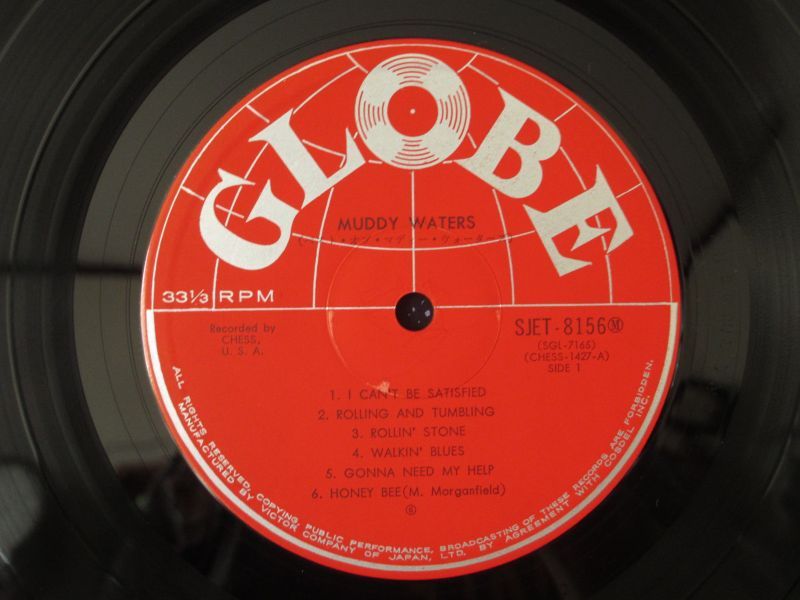 GLOBE
MUDDY WATERS
33 1/3 RPM
Recorded by
CHESS,
U. S. A.
SJET-8156 Ⓜ
(SGL-7165)
(CHESS-1427-A)
SIDE 1
1. I CAN'T BE SATISFIED
2. ROLLING AND TUMBLING
3. ROLLIN' STONE
4. WALKIN' BLUES
5. GONNA NEED MY HELP
6. HONEY BEE (M. Morganfield)
ALL RIGHTS RESERVED, COPYING, PUBLIC PERFORMANCE, BROADCASTING OF THESE RECORDS ARE FORBIDDEN.
MANUFACTURED BY VICTOR COMPANY OF JAPAN, LTD. BY AGREEMENT WITH COSDEL INC.